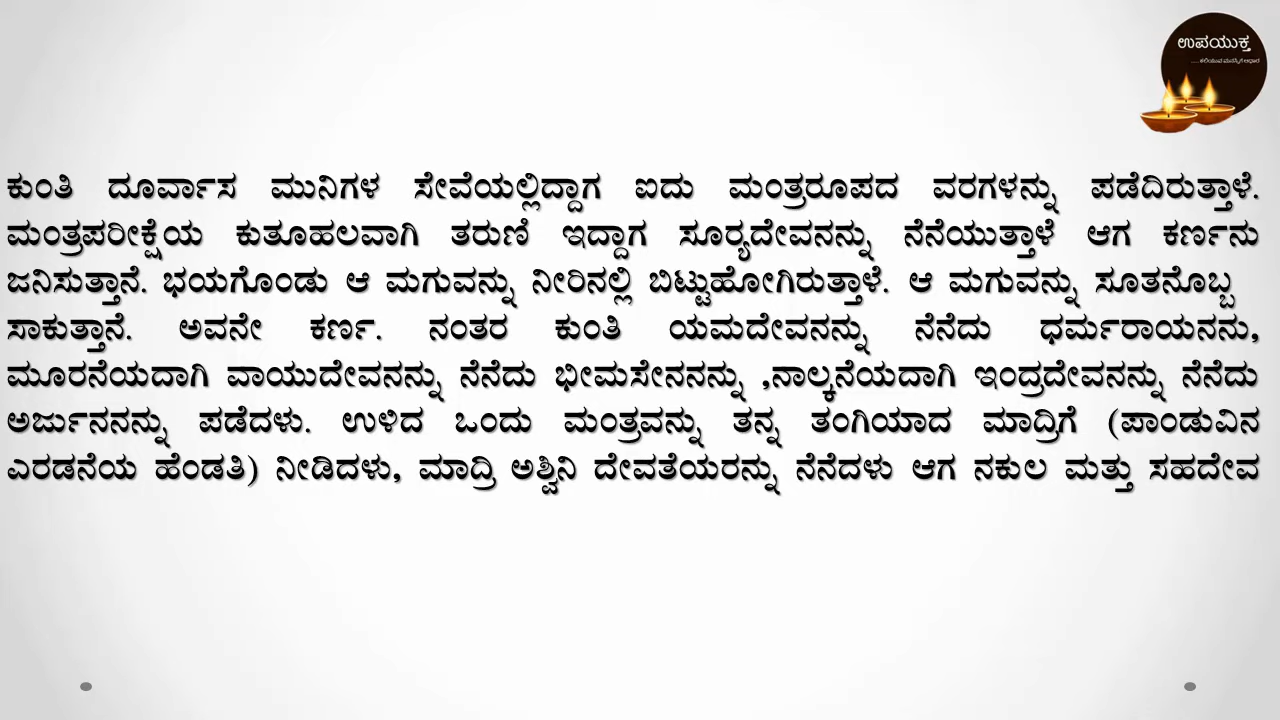 ಉಪಯುಕ್ತ
.....ಕಲಿಯುವ ಮನಸ್ಸಿಗೆ ಆಧಾರ
ಕುಂತಿ ದೂರ್ವಾಸ ಮುನಿಗಳ ಸೇವೆಯಲ್ಲಿದ್ದಾಗ ಐದು ಮಂತ್ರರೂಪದ ವರಗಳನ್ನು ಪಡೆದಿರುತ್ತಾಳೆ.
ಮಂತ್ರಪರೀಕ್ಷೆಯ ಕುತೂಹಲವಾಗಿ ತರುಣಿ ಇದ್ದಾಗ ಸೂರ‍್ಯದೇವನನ್ನು ನೆನೆಯುತ್ತಾಳೆ ಆಗ ಕರ್ಣನು
ಜನಿಸುತ್ತಾನೆ. ಭಯಗೊಂಡು ಆ ಮಗುವನ್ನು ನೀರಿನಲ್ಲಿ ಬಿಟ್ಟುಹೋಗಿರುತ್ತಾಳೆ. ಆ ಮಗುವನ್ನು ಸೂತನೊಬ್ಬ
ಸಾಕುತ್ತಾನೆ. ಅವನೇ ಕರ್ಣ. ನಂತರ ಕುಂತಿ ಯಮದೇವನನ್ನು ನೆನೆದು ಧರ್ಮರಾಯನನು,
ಮೂರನೆಯದಾಗಿ ವಾಯುದೇವನನ್ನು ನೆನೆದು ಭೀಮಸೇನನನ್ನು ,ನಾಲ್ಕನೆಯದಾಗಿ ಇಂದ್ರದೇವನನ್ನು ನೆನೆದು
ಅರ್ಜುನನನ್ನು ಪಡೆದಳು. ಉಳಿದ ಒಂದು ಮಂತ್ರವನ್ನು ತನ್ನ ತಂಗಿಯಾದ ಮಾದ್ರಿಗೆ (ಪಾಂಡುವಿನ
ಎರಡನೆಯ ಹೆಂಡತಿ) ನೀಡಿದಳು, ಮಾದ್ರಿ ಅಶ್ವಿನಿ ದೇವತೆಯರನ್ನು ನೆನೆದಳು ಆಗ ನಕುಲ ಮತ್ತು ಸಹದೇವ